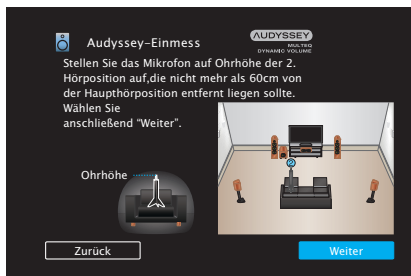 Audyssey-Einmess
AUDYSSEY
MULTEQ
DYNAMIC VOLUME
Stellen Sie das Mikrofon auf Ohrhöhe der 2.
Hörposition auf,die nicht mehr als 60cm von
der Haupthörposition entfernt liegen sollte.
Wählen Sie
anschließend “Weiter”.
Ohrhöhe
2
Zurück
Weiter